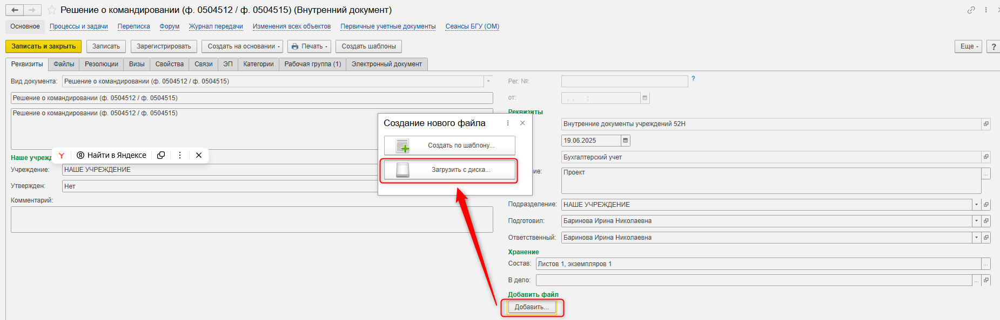 Решение о командировании (ф. 0504512 / ф. 0504515) (Внутренний документ)
Основное Процессы и задачи Переписка Форум Журнал передачи Изменения всех объектов Первичные учетные документы Сеансы БГУ (ОМ)
Записать и закрыть Записать Зарегистрировать Создать на основании Печать Создать шаблоны Еще ?
Реквизиты Файлы Резолюции Визы Свойства Связи ЭП Категории Рабочая группа (1) Электронный документ
Вид документа: Решение о командировании (ф. 0504512 / ф. 0504515) Рег. №: ?
Решение о командировании (ф. 0504512 / ф. 0504515) от: . . :
Решение о командировании (ф. 0504512 / ф. 0504515) Реквизиты
Создание нового файла Внутренние документы учреждений 52Н
19.06.2025
Создать по шаблону...
Найти в Яндексе
Наше учреж Бухгалтерский учет
Учреждение: НАШЕ УЧРЕЖДЕНИЕ Загрузить с диска... ие: Проект ...
Утвержден: Нет
Комментарий:
Подразделение: НАШЕ УЧРЕЖДЕНИЕ
Подготовил: Баринова Ирина Николаевна
Ответственный: Баринова Ирина Николаевна
Хранение
Состав: Листов 1, экземпляров 1 ...
В дело: ...
Добавить файл
Добавить...